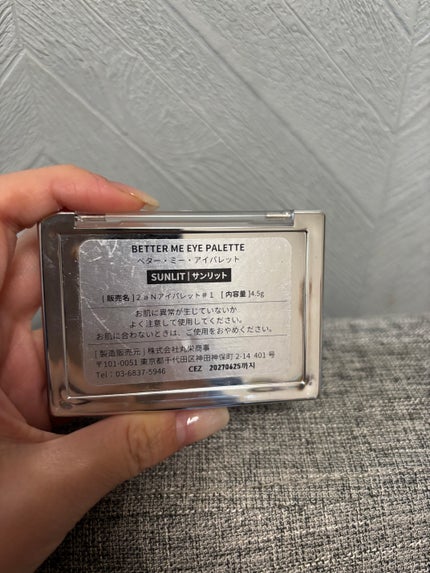 BETTER ME EYE PALETTE
ベター・ミー・アイパレット
SUNLIT | サンリット
[ 販売名 ] 2aNアイパレット#1 [ 内容量 ]4.5g
お肌に異常が生じていないか、
よく注意して使用してください。
お肌に合わないときは、ご使用をおやめください。
[ 製造販売元 ] 株式会社丸栄商事
〒101-0051 東京都千代田区神田神保町 2-14 401 号
Tel : 03-6837-5946 CEZ 20270625까지